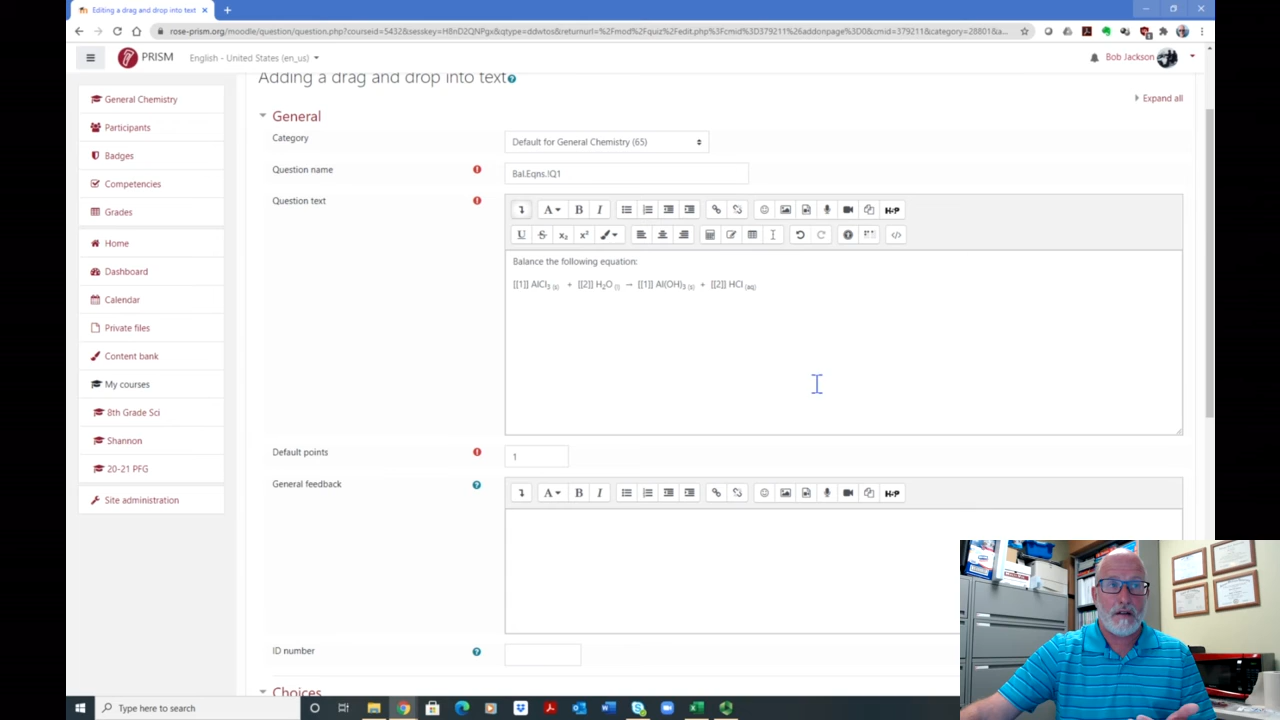 Editing a drag and drop into text
rose-prism.org/moodle/question/question.php?courseid=5432&sesskey=H8nD2QNPgx&qtype=ddwtos&returnurl=%2Fmod%2Fquiz%2Fedit.php%3Fcmid%3D379211%26addonpage%3D0&cmid=379211&category=28801&a...
PRISM
English - United States (en_us)
Bob Jackson
General Chemistry
Participants
Badges
Competencies
Grades
Home
Dashboard
Calendar
Private files
Content bank
My courses
8th Grade Sci
Shannon
20-21 PFG
Site administration
Adding a drag and drop into text
Expand all
General
Category
Default for General Chemistry (65)
Question name
Bal.Eqns.!Q1
Question text
A B I H-P
U S x₂ x²
Balance the following equation:
[[1]] AlCl₃ (s) + [[2]] H₂O (l) → [[1]] Al(OH)₃ (s) + [[2]] HCl (aq)
Default points
1
General feedback
A B I H-P
ID number
Choices
Type here to search